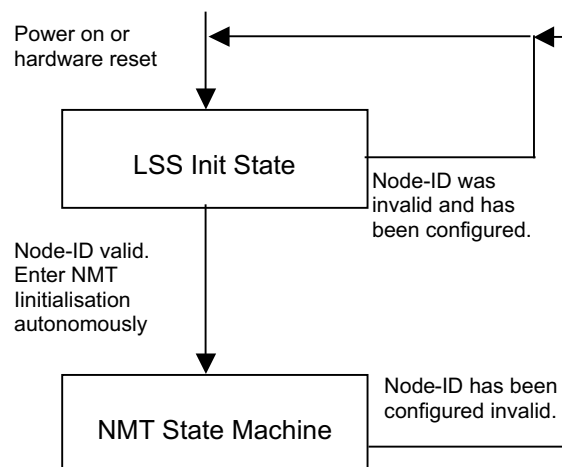 Power on or
hardware reset
LSS Init State
Node-ID was
invalid and has
been configured.
Node-ID valid.
Enter NMT
Iinitialisation
autonomously
Node-ID has been
configured invalid.
NMT State Machine